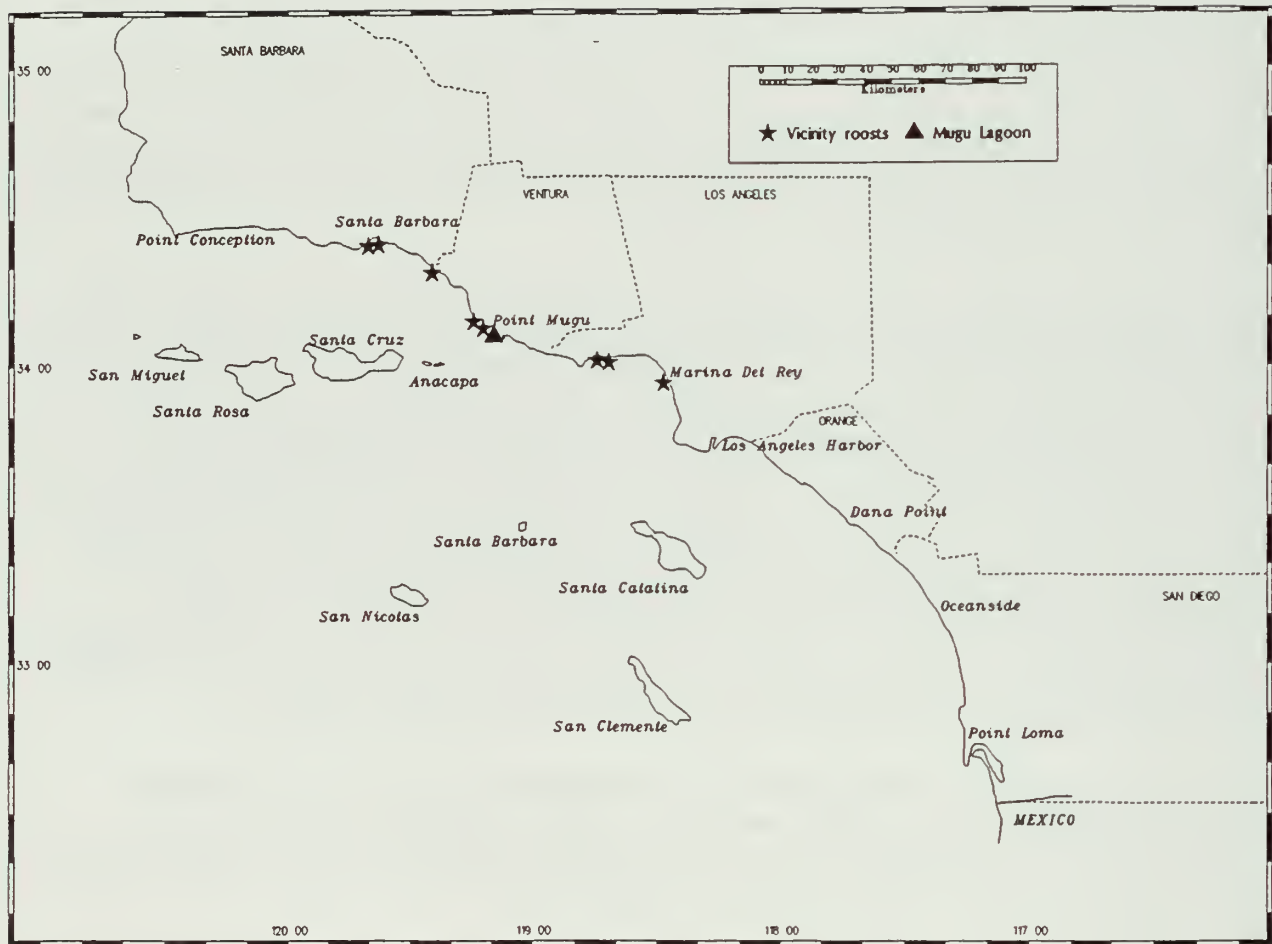 SANTA BARBARA
35 00
0 10 20 30 40 50 60 70 80 90 100
Kilometers
★ Vicinity roosts ▲ Mugu Lagoon
VENTURA
LOS ANGELES
Santa Barbara
Point Conception
Point Mugu
Santa Cruz
34 00
San Miguel
Anacapa
Marina Del Rey
Santa Rosa
ORANGE
Los Angeles Harbor
Dana Point
Santa Barbara
Santa Catalina
San Nicolas
Oceanside
SAN DIEGO
33 00
San Clemente
Point Loma
MEXICO
120 00
119 00
118 00
117 00